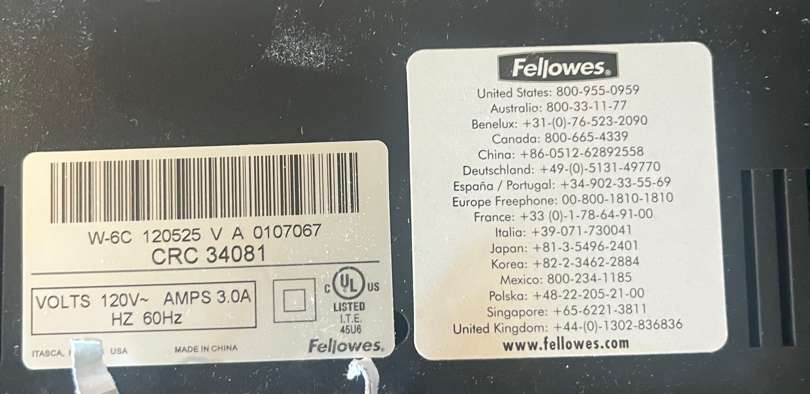 W-6C 120525 V A 0107067
CRC 34081
VOLTS 120V~ AMPS 3.0A
HZ 60Hz
C UL US
LISTED
I.T.E.
45U6
ITASCA, USA
MADE IN CHINA
Fellowes.
Fellowes®
United States: 800-955-0959
Australia: 800-33-11-77
Benelux: +31-(0)-76-523-2090
Canada: 800-665-4339
China: +86-0512-62892558
Deutschland: +49-(0)-5131-49770
España / Portugal: +34-902-33-55-69
Europe Freephone: 00-800-1810-1810
France: +33 (0)-1-78-64-91-00
Italia: +39-071-730041
Japan: +81-3-5496-2401
Korea: +82-2-3462-2884
Mexico: 800-234-1185
Polska: +48-22-205-21-00
Singapore: +65-6221-3811
United Kingdom: +44-(0)-1302-836836
www.fellowes.com